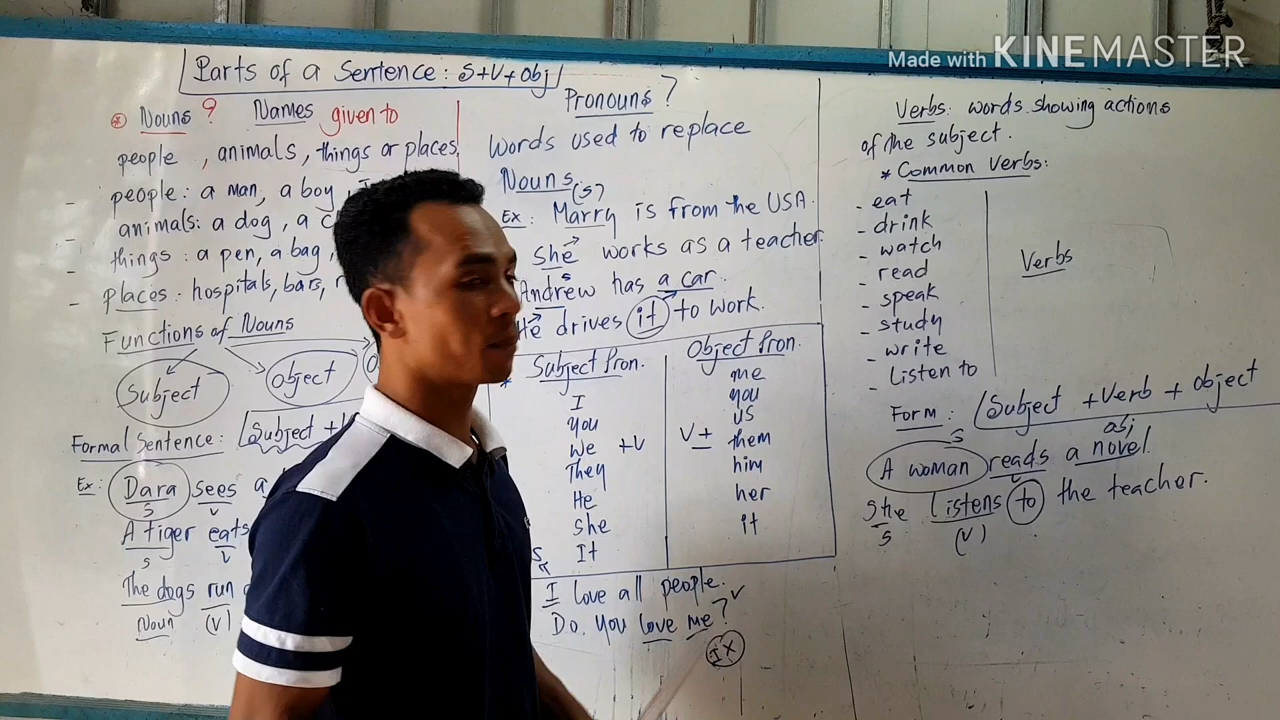 Made with KINEMASTER
Parts of a Sentence: S+V+Obj
* Nouns ? Names given to
people, animals, things or places
- people: a man, a boy,
- animals: a dog, a
- things: a pen, a bag,
- Places: hospitals, bars,
Functions of Nouns
Subject Object
Formal Sentence: Subject +
Ex: Dara sees a
S V
A tiger eats
S V
The dogs run
Noun (V)
Pronouns ?
Words used to replace
Nouns
(S)
Ex: Marry is from the USA.
She works as a teacher.
S
Andrew has a car.
He drives it to work.
* Subject Pron.
I
You
We +V
They
He
She
It
Object Pron.
me
you
us
V+ them
him
her
it
S
I love all people.
Do you love me? v
I X
Verbs: words showing actions
of the subject.
* Common Verbs:
- eat
- drink
- watch
- read
- speak
- study
- write
- Listen to
Verbs
Form: Subject + Verb + Object
S
A woman reads a novel.
V
She listens to the teacher.
S (V)